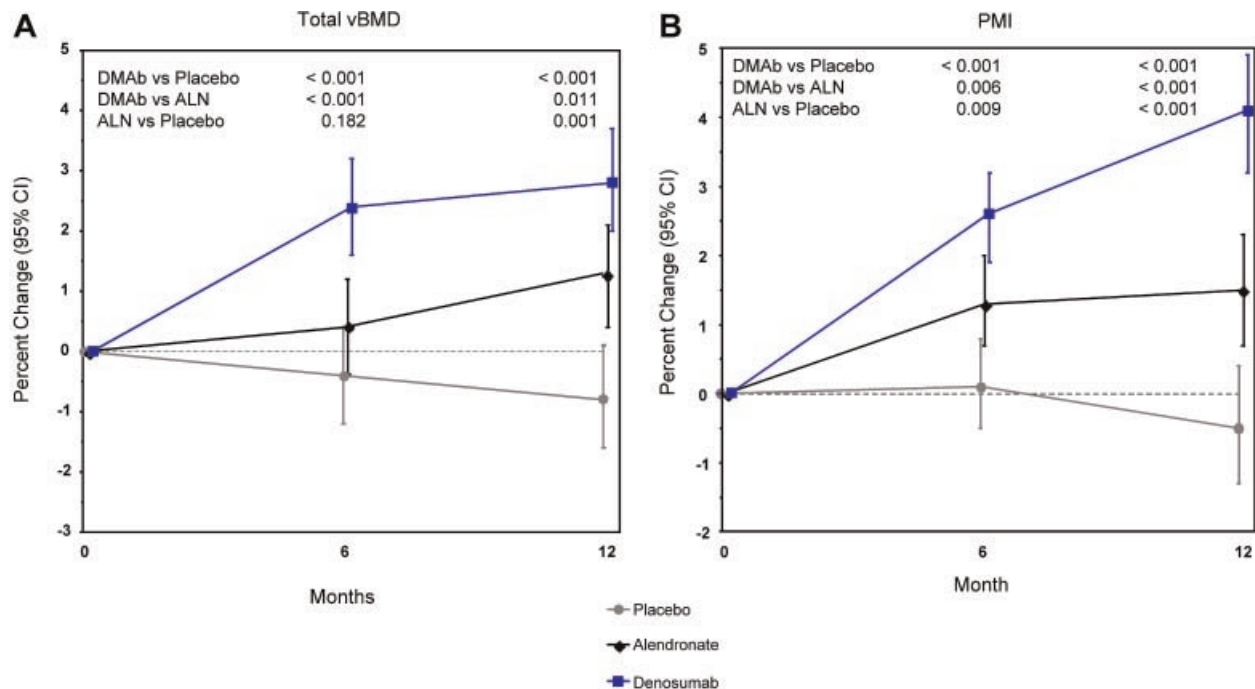 A
Total vBMD
5
4
3
2
1
0
-1
-2
-3
Percent Change (95% CI)
DMAb vs Placebo < 0.001 < 0.001
DMAb vs ALN < 0.001 0.011
ALN vs Placebo 0.182 0.001
0 6 12
Months
B
PMI
5
4
3
2
1
0
-1
-2
Percent Change (95% CI)
DMAb vs Placebo < 0.001 < 0.001
DMAb vs ALN 0.006 < 0.001
ALN vs Placebo 0.009 < 0.001
0 6 12
Month
Placebo
Alendronate
Denosumab